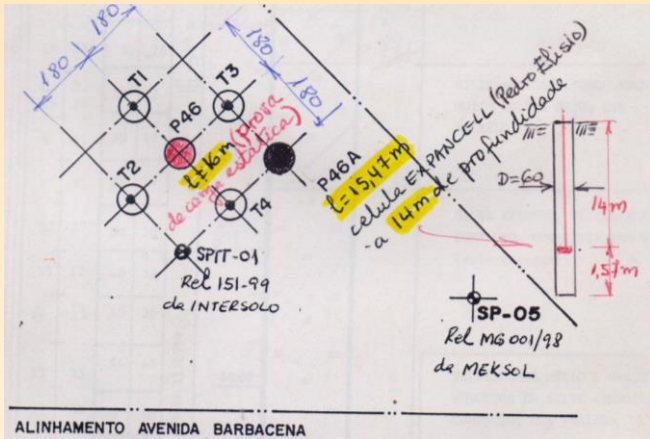 180
180
T1
P46
T3
180
180
T2
l=16m (prova
de carga estática)
T4
P46A
l=15,47m
célula EXPANCELL (Pedro Elísio)
-a 14m de profundidade
D=60
14m
1,57m
SPIT-01
Rel 151-99
da INTERSOLO
SP-05
Rel MG 001/98
da MEKSOL
ALINHAMENTO AVENIDA BARBACENA